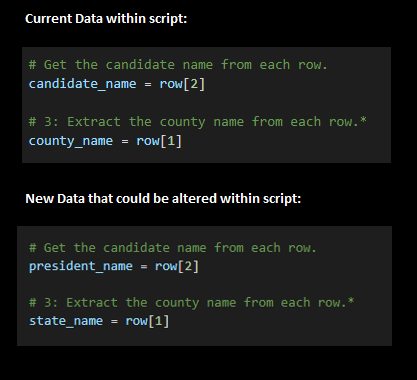 Current Data within script:
# Get the candidate name from each row.
candidate_name = row[2]
# 3: Extract the county name from each row.*
county_name = row[1]
New Data that could be altered within script:
# Get the candidate name from each row.
president_name = row[2]
# 3: Extract the county name from each row.*
state_name = row[1]